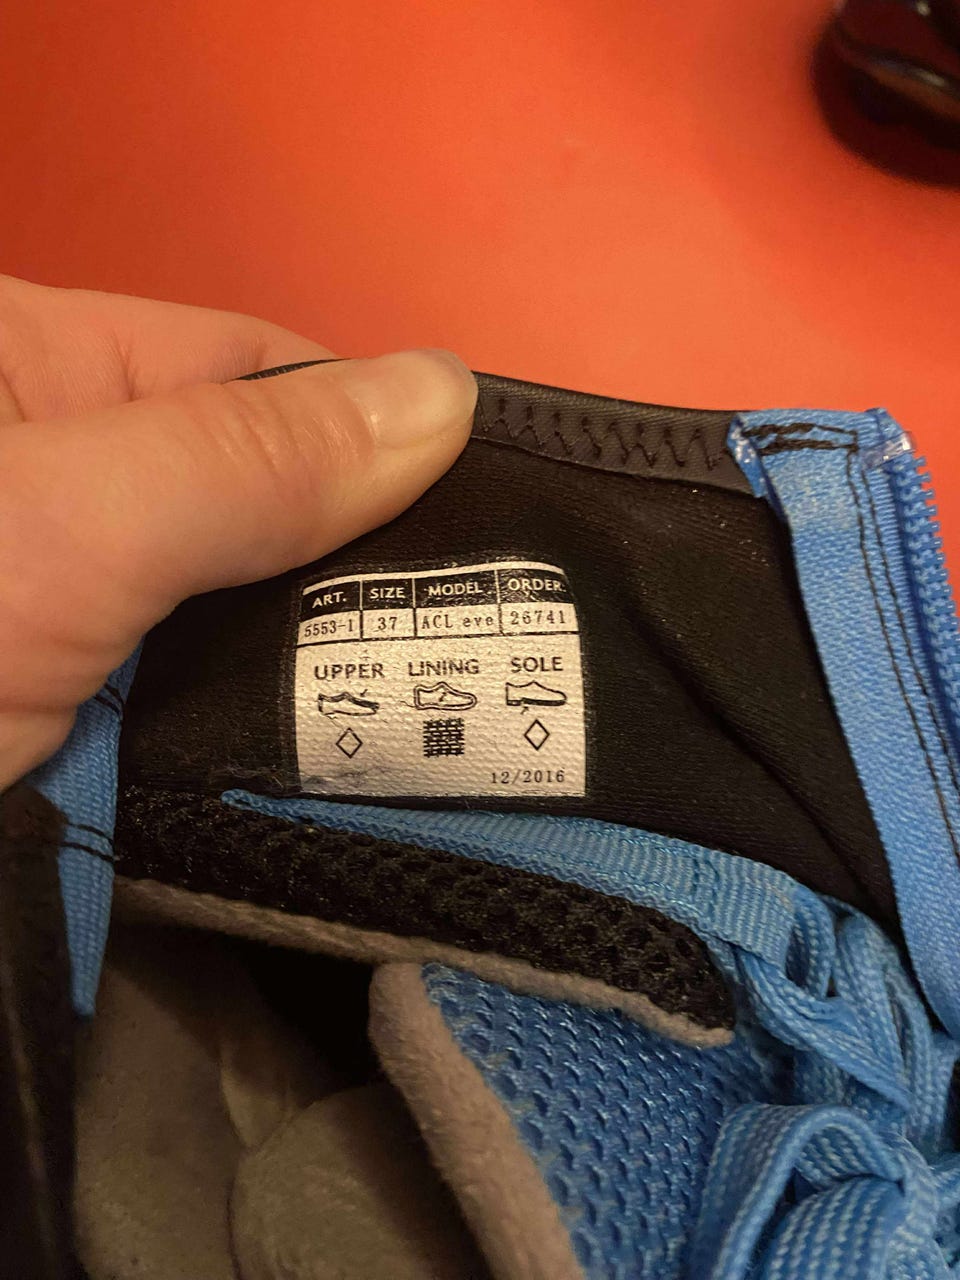 ART. SIZE MODEL ORDER.
5553-1 37 ACL eve 26741
UPPER LINING SOLE
12/2016